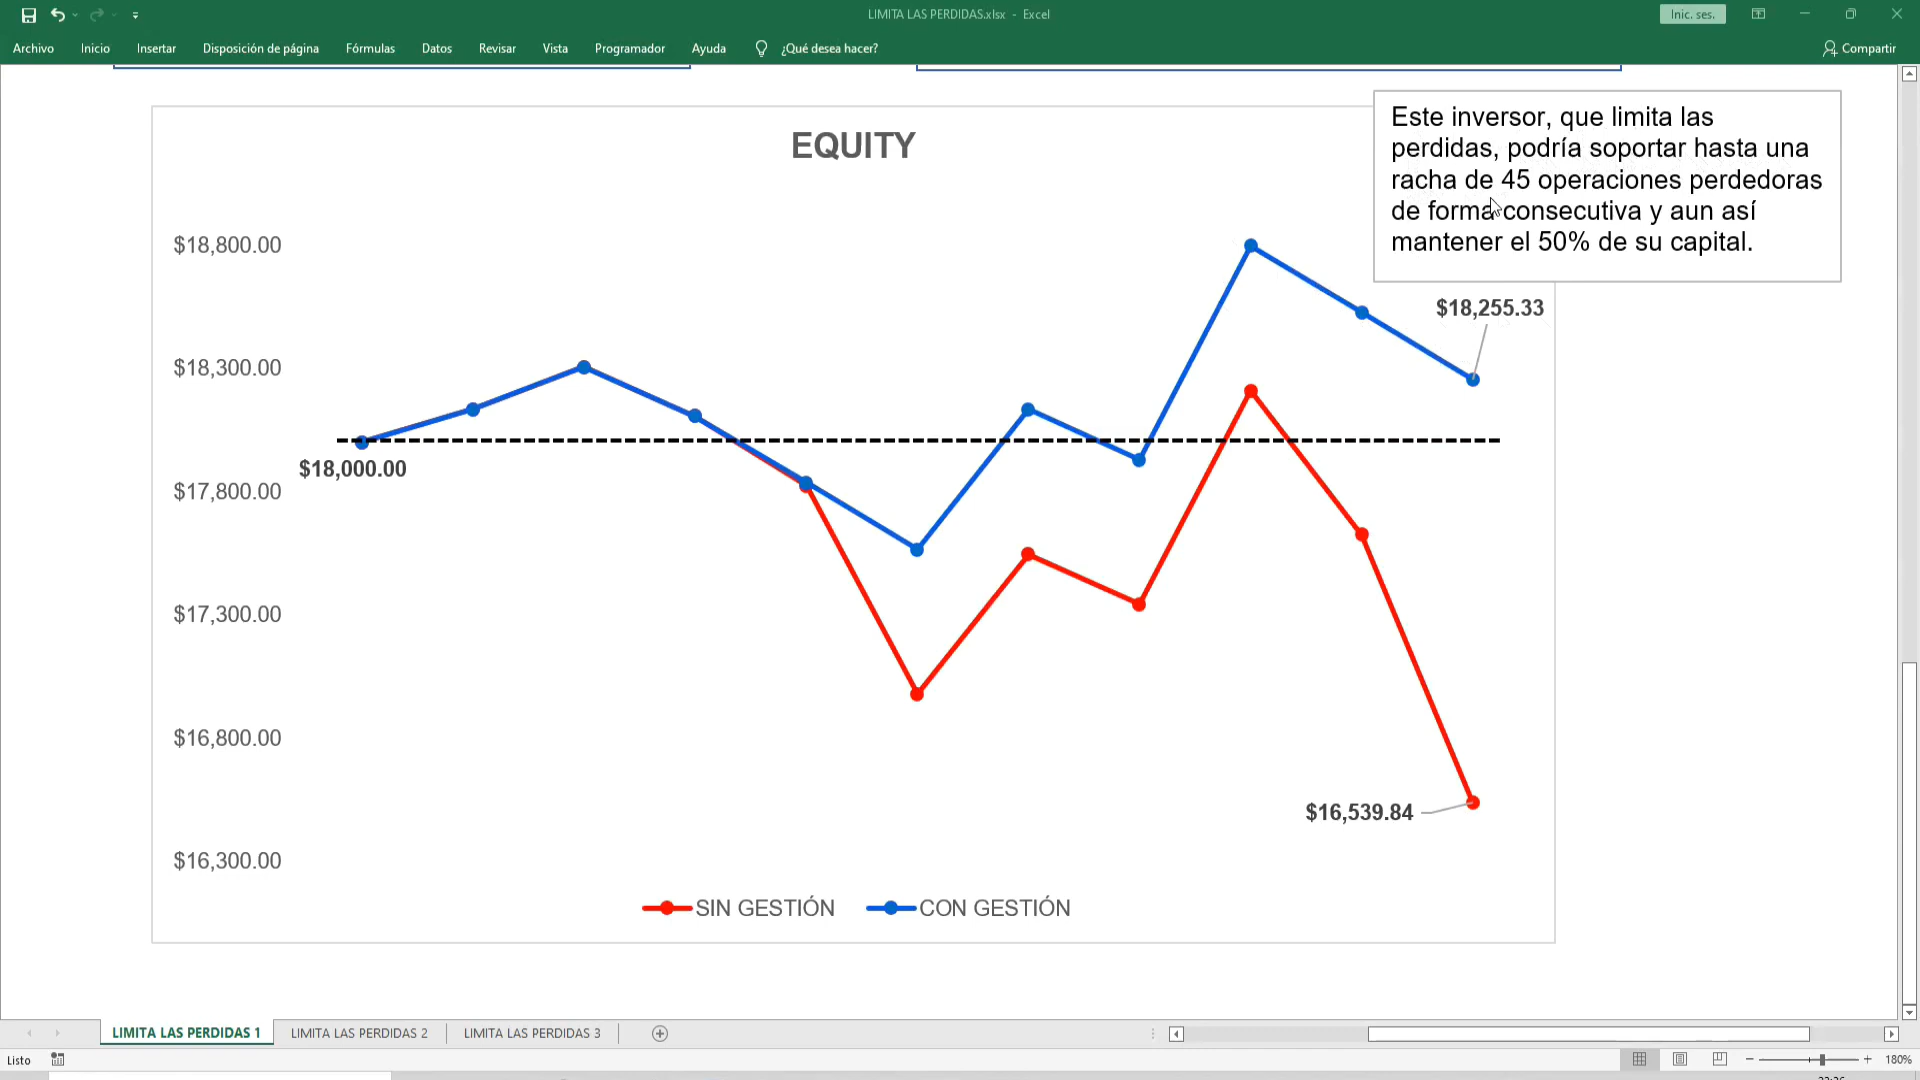 LIMITA LAS PERDIDAS.xlsx - Excel
Inic. ses.
Archivo Inicio Insertar Disposición de página Fórmulas Datos Revisar Vista Programador Ayuda ¿Qué desea hacer? Compartir
EQUITY
Este inversor, que limita las
perdidas, podría soportar hasta una
racha de 45 operaciones perdedoras
de forma consecutiva y aun así
mantener el 50% de su capital.
$18,800.00
$18,300.00
$17,800.00
$17,300.00
$16,800.00
$16,300.00
$18,000.00
$18,255.33
$16,539.84
SIN GESTIÓN CON GESTIÓN
LIMITA LAS PERDIDAS 1 LIMITA LAS PERDIDAS 2 LIMITA LAS PERDIDAS 3
Listo
180%